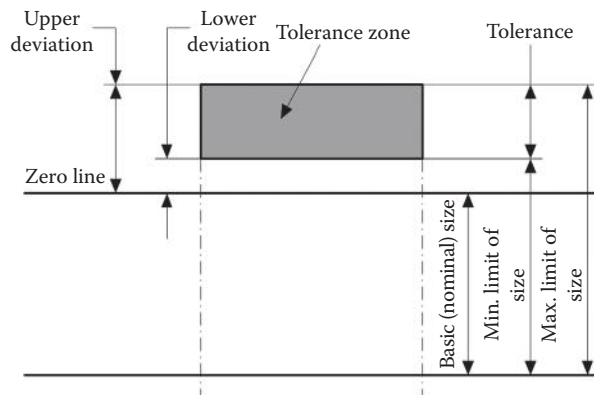 Upper
deviation
Lower
deviation
Tolerance zone
Tolerance
Zero line
Basic (nominal) size
Min. limit of
size
Max. limit of
size